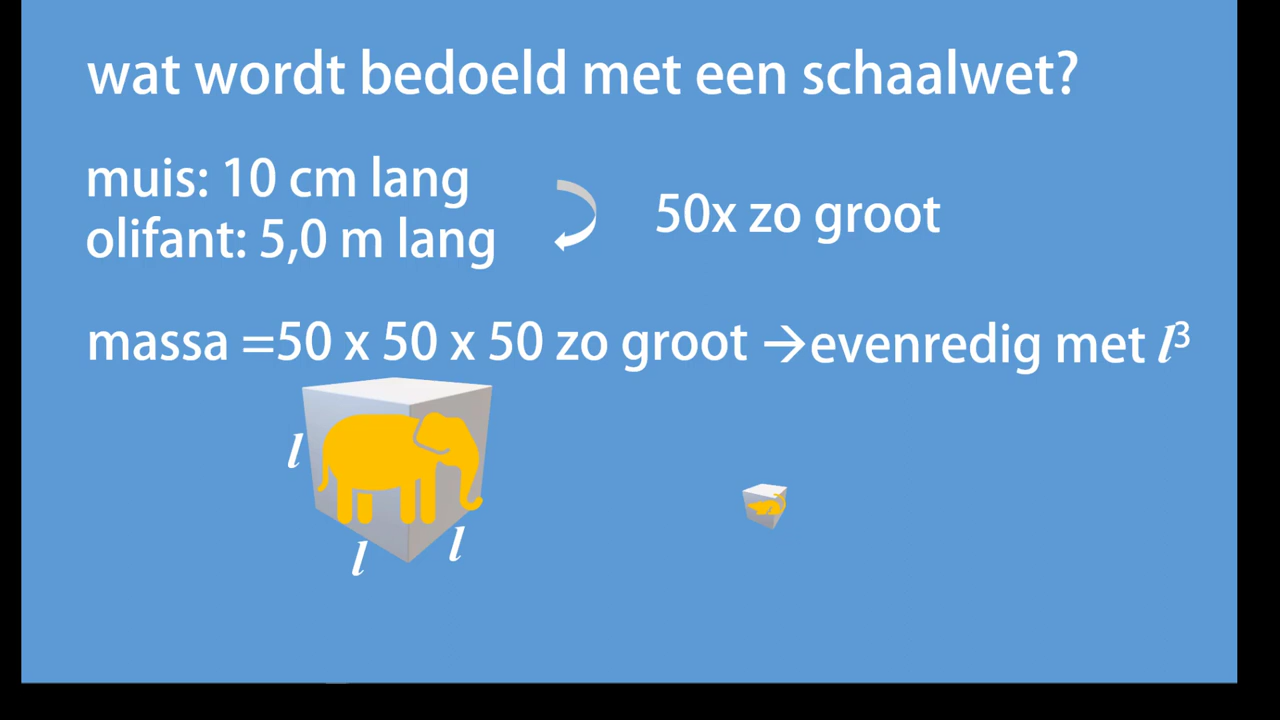 wat wordt bedoeld met een schaalwet?
muis: 10 cm lang
olifant: 5,0 m lang
50x zo groot
massa =50 x 50 x 50 zo groot →evenredig met l³
l
l
l